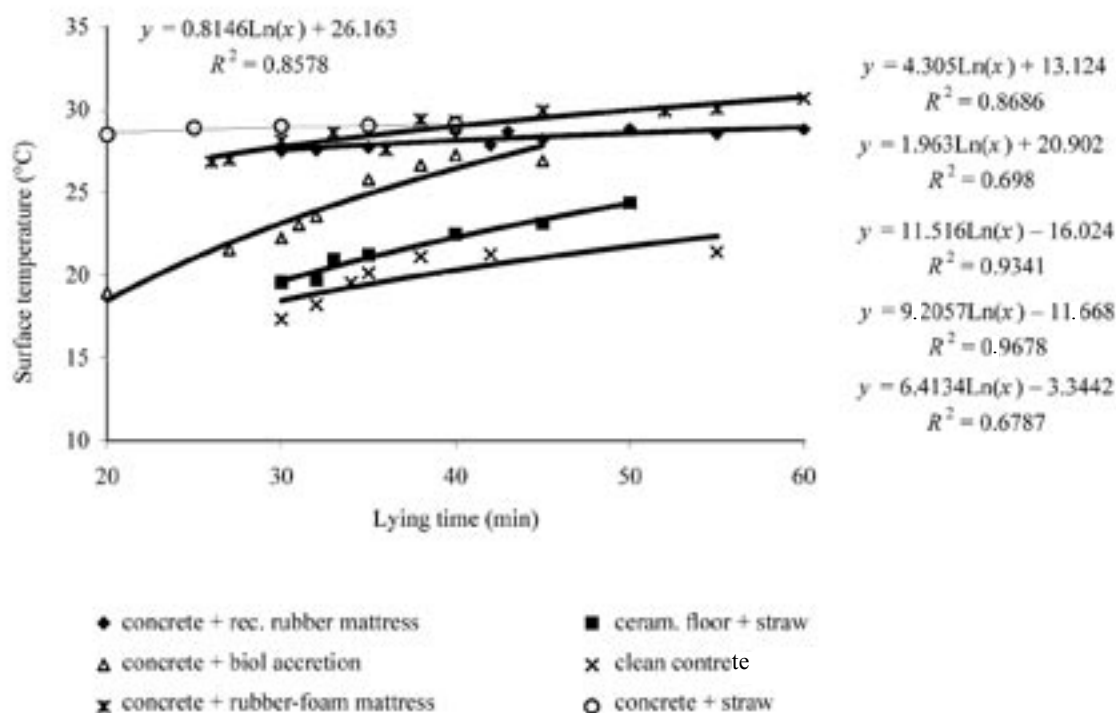 35
y = 0.8146Ln(x) + 26.163
R² = 0.8578
30
25
20
15
10
Surface temperature (°C)
20 30 40 50 60
Lying time (min)
y = 4.305Ln(x) + 13.124
R² = 0.8686
y = 1.963Ln(x) + 20.902
R² = 0.698
y = 11.516Ln(x) – 16.024
R² = 0.9341
y = 9.2057Ln(x) – 11.668
R² = 0.9678
y = 6.4134Ln(x) – 3.3442
R² = 0.6787
concrete + rec. rubber mattress
concrete + biol accretion
concrete + rubber-foam mattress
ceram. floor + straw
clean contrete
concrete + straw